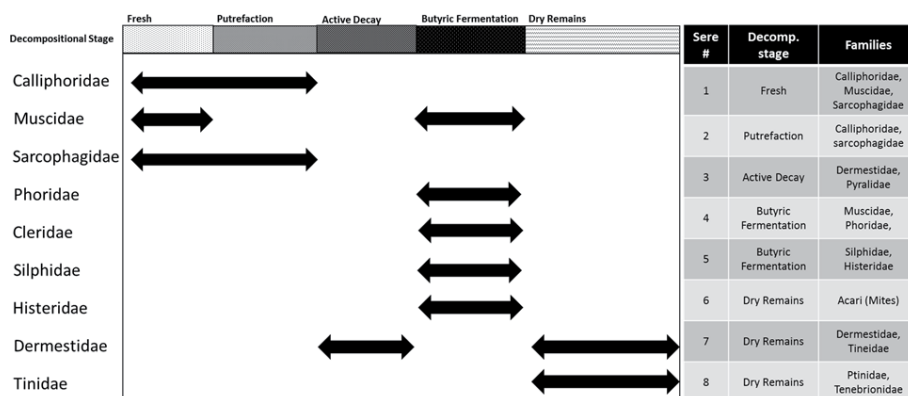 Fresh Putrefaction Active Decay Butyric Fermentation Dry Remains
Decompositional Stage
Calliphoridae
Muscidae
Sarcophagidae
Phoridae
Cleridae
Silphidae
Histeridae
Dermestidae
Tinidae
Sere
#
Decomp.
stage
Families
1
Fresh
Calliphoridae,
Muscidae,
Sarcophagidae
2
Putrefaction
Calliphoridae,
sarcophagidae
3
Active Decay
Dermestidae,
Pyralidae
4
Butyric
Fermentation
Muscidae,
Phoridae,
5
Butyric
Fermentation
Silphidae,
Histeridae
6
Dry Remains
Acari (Mites)
7
Dry Remains
Dermestidae,
Tineidae
8
Dry Remains
Ptinidae,
Tenebrionidae